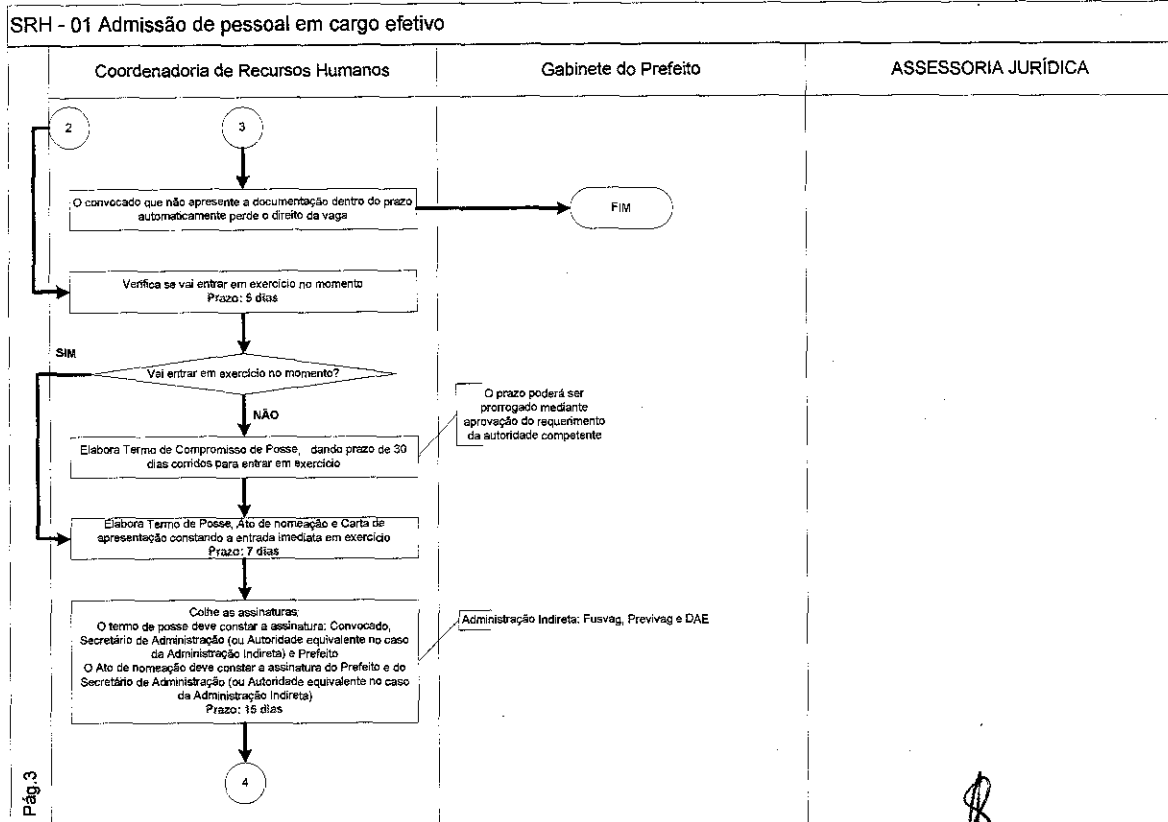 SRH - 01 Admissão de pessoal em cargo efetivo
Coordenadoria de Recursos Humanos
Gabinete do Prefeito
ASSESSORIA JURÍDICA
2
3
O convocado que não apresente a documentação dentro do prazo
automaticamente perde o direito da vaga
FIM
Verifica se vai entrar em exercício no momento
Prazo: 5 dias
SIM
Vai entrar em exercício no momento?
NÃO
O prazo poderá ser
prorrogado mediante
aprovação do requerimento
da autoridade competente
Elabora Termo de Compromisso de Posse, dando prazo de 30
dias corridos para entrar em exercício
Elabora Termo de Posse, Ato de nomeação e Carta de
apresentação constando a entrada imediata em exercício
Prazo: 7 dias
Colhe as assinaturas:
O termo de posse deve constar a assinatura: Convocado,
Secretário de Administração (ou Autoridade equivalente no caso
da Administração Indireta) e Prefeito
O Ato de nomeação deve constar a assinatura do Prefeito e do
Secretário de Administração (ou Autoridade equivalente no caso
da Administração Indireta)
Prazo: 15 dias
Administração Indireta: Fusvag, Previvag e DAE
4
Pág.3